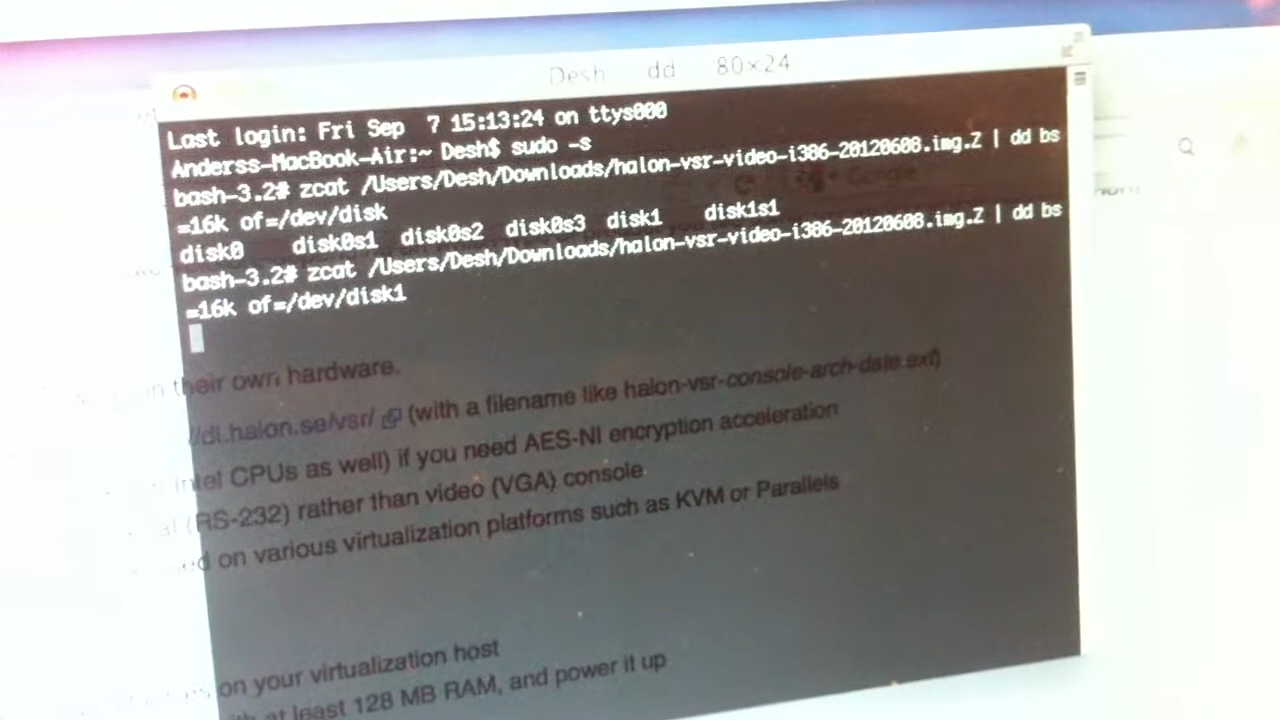 Desh dd 80×24
Last login: Fri Sep 7 15:13:24 on ttys000
Anderss-MacBook-Air:~ Desh$ sudo -s
bash-3.2# zcat /Users/Desh/Downloads/halon-vsr-video-i386-20120608.img.Z | dd bs
=16k of=/dev/disk
disk0 disk0s1 disk0s2 disk0s3 disk1 disk1s1
bash-3.2# zcat /Users/Desh/Downloads/halon-vsr-video-i386-20120608.img.Z | dd bs
=16k of=/dev/disk1
n their own hardware.
//dl.halon.se/vsr/ (with a filename like halon-vsr-console-arch-date.ext)
Intel CPUs as well) if you need AES-NI encryption acceleration
(RS-232) rather than video (VGA) console
on various virtualization platforms such as KVM or Parallels
on your virtualization host
at least 128 MB RAM, and power it up